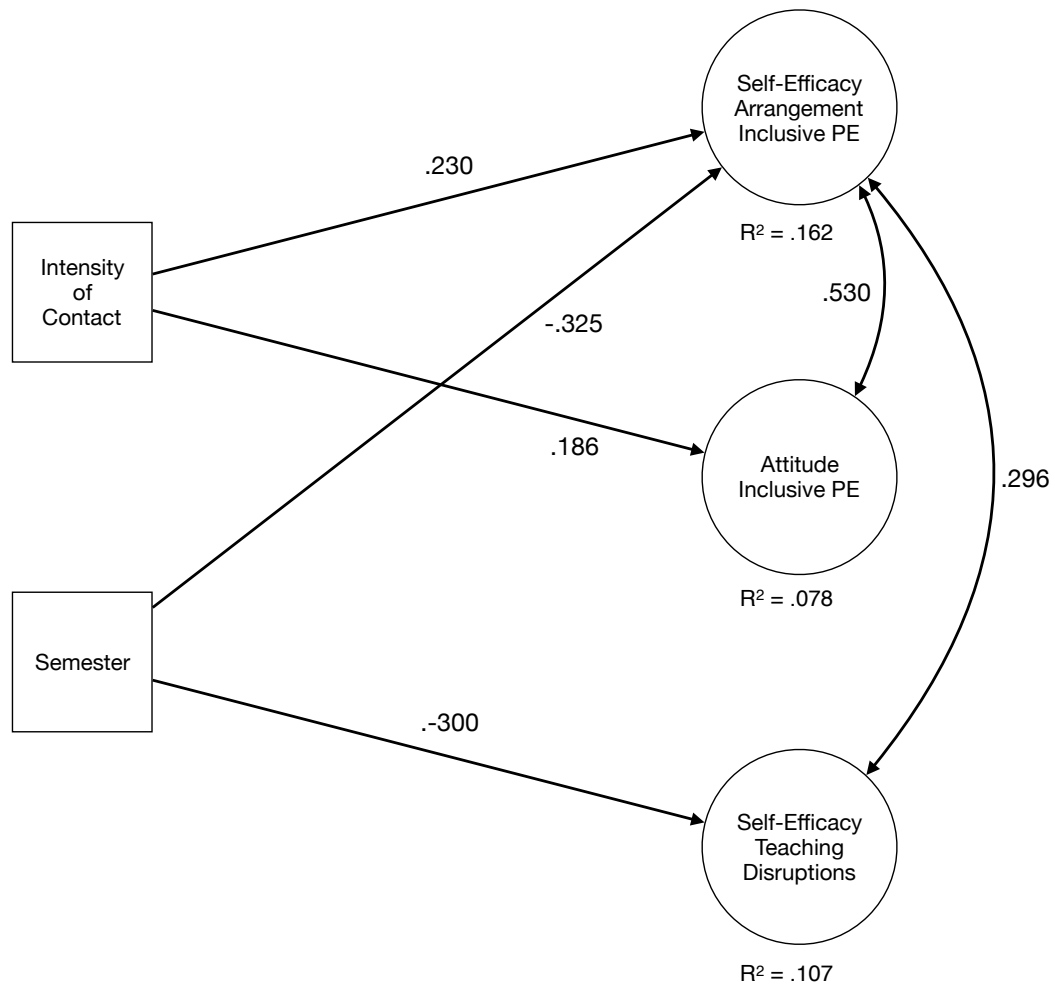 Self-Efficacy
Arrangement
Inclusive PE
.230
R² = .162
Intensity
of
Contact
.530
-.325
.186
Attitude
Inclusive PE
.296
R² = .078
Semester
.-300
Self-Efficacy
Teaching
Disruptions
R² = .107